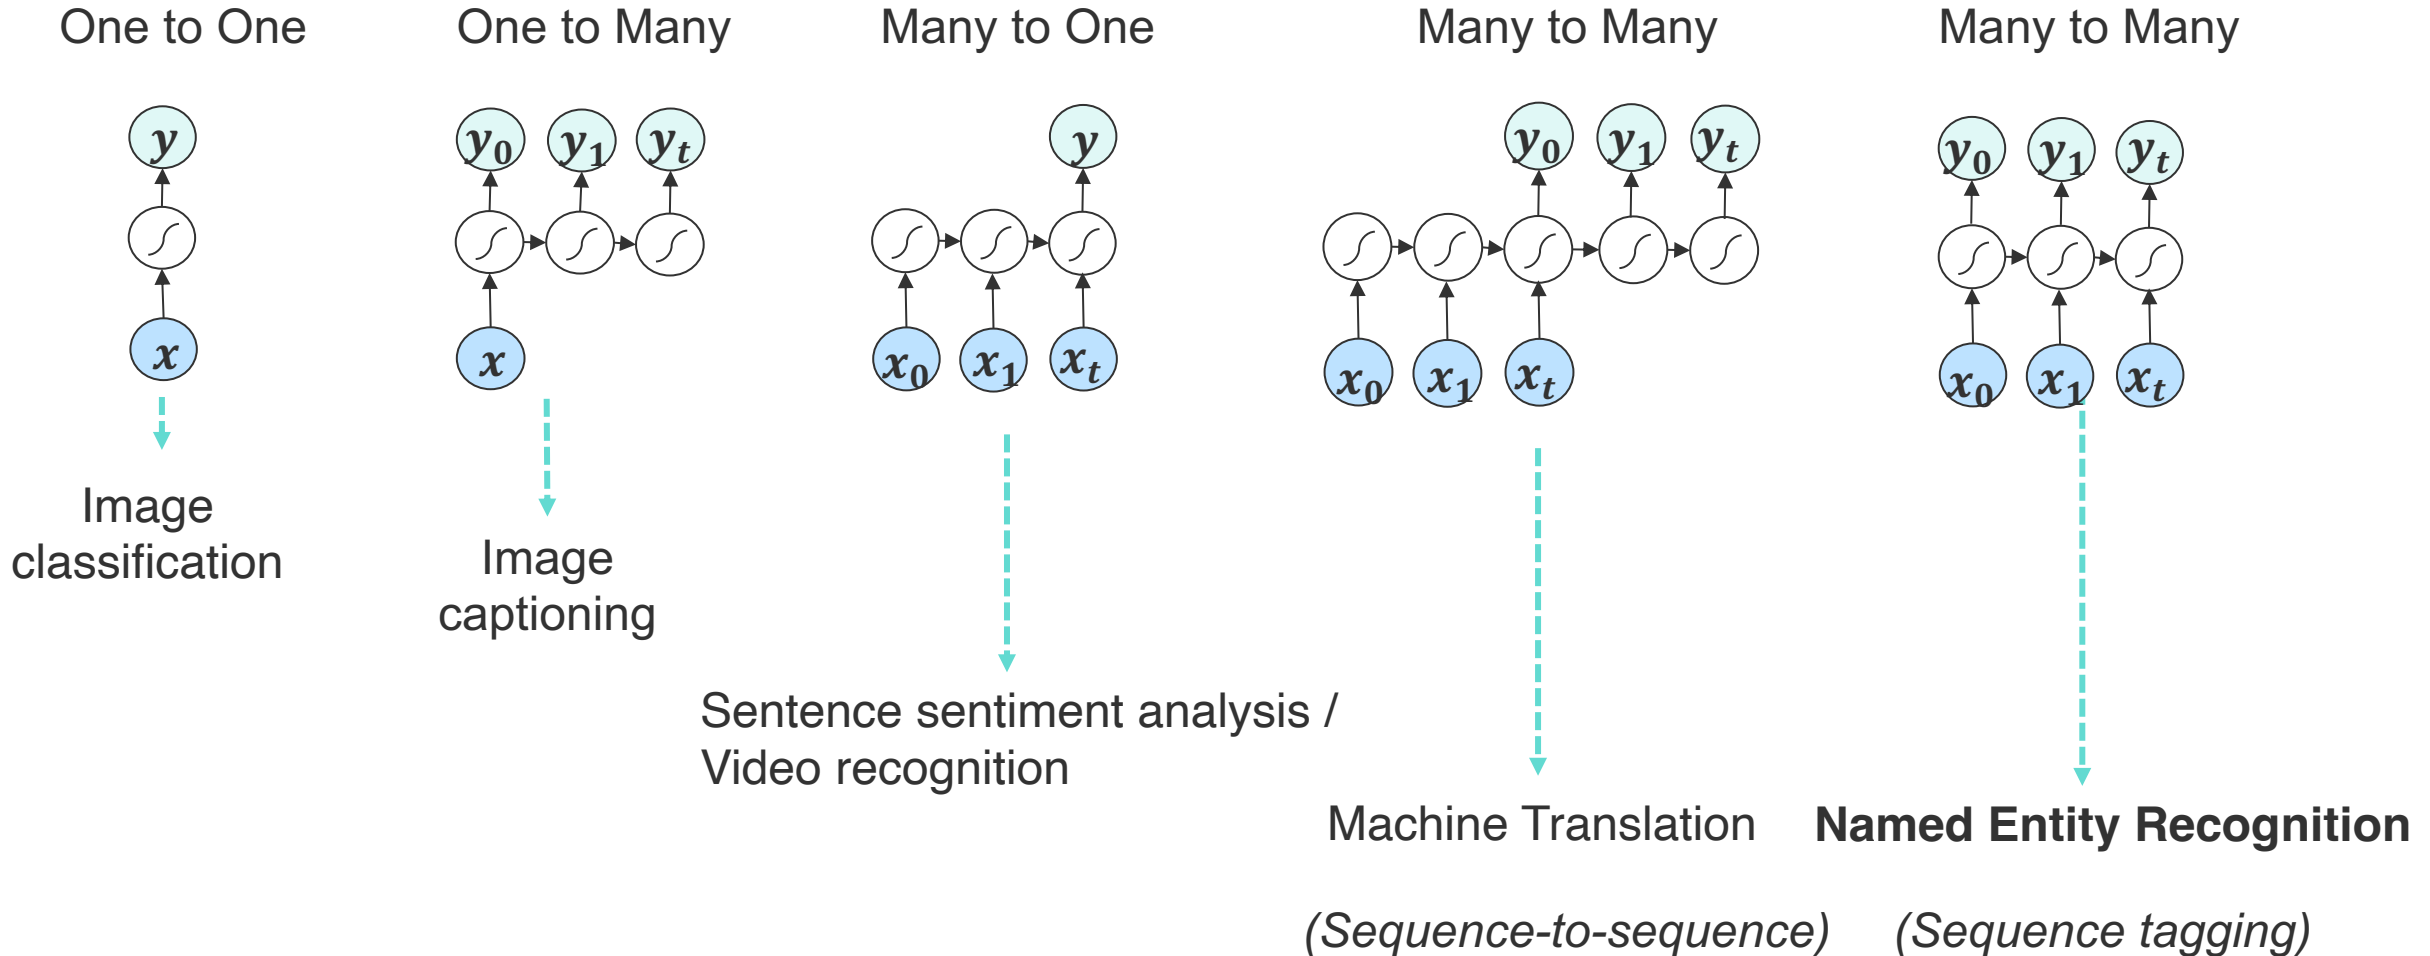 One to One
One to Many
Many to One
Many to Many
Many to Many
y
y₀ y₁ yₜ
y
y₀ y₁ yₜ
y₀ y₁ yₜ
x
x
x₀ x₁ xₜ
x₀ x₁ xₜ
x₀ x₁ xₜ
Image
classification
Image
captioning
Sentence sentiment analysis /
Video recognition
Machine Translation
(Sequence-to-sequence)
Named Entity Recognition
(Sequence tagging)